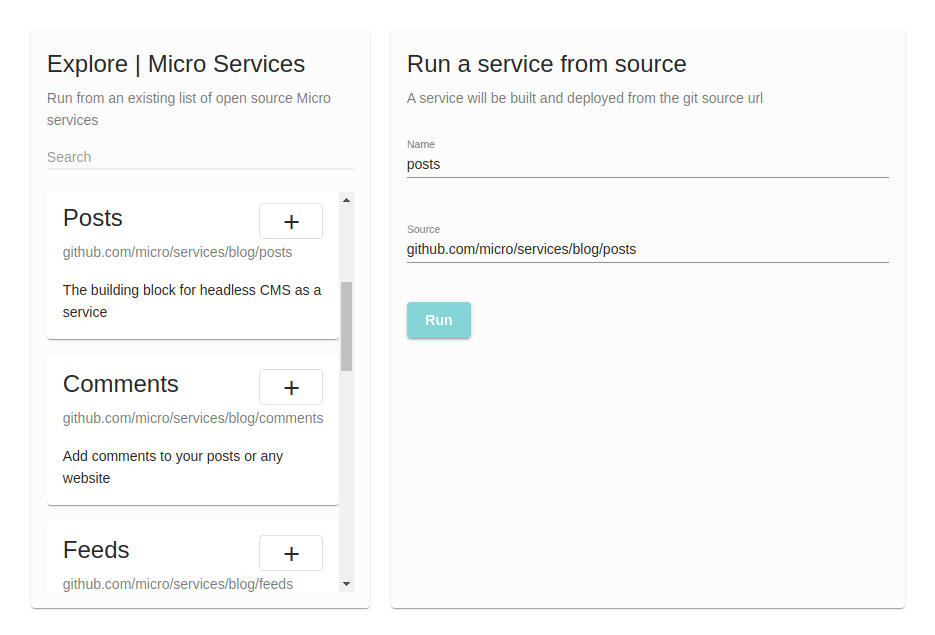 Explore | Micro Services
Run from an existing list of open source Micro
services
Search
Posts
+
github.com/micro/services/blog/posts
The building block for headless CMS as a
service
Comments
+
github.com/micro/services/blog/comments
Add comments to your posts or any
website
Feeds
+
github.com/micro/services/blog/feeds
Run a service from source
A service will be built and deployed from the git source url
Name
posts
Source
github.com/micro/services/blog/posts
Run